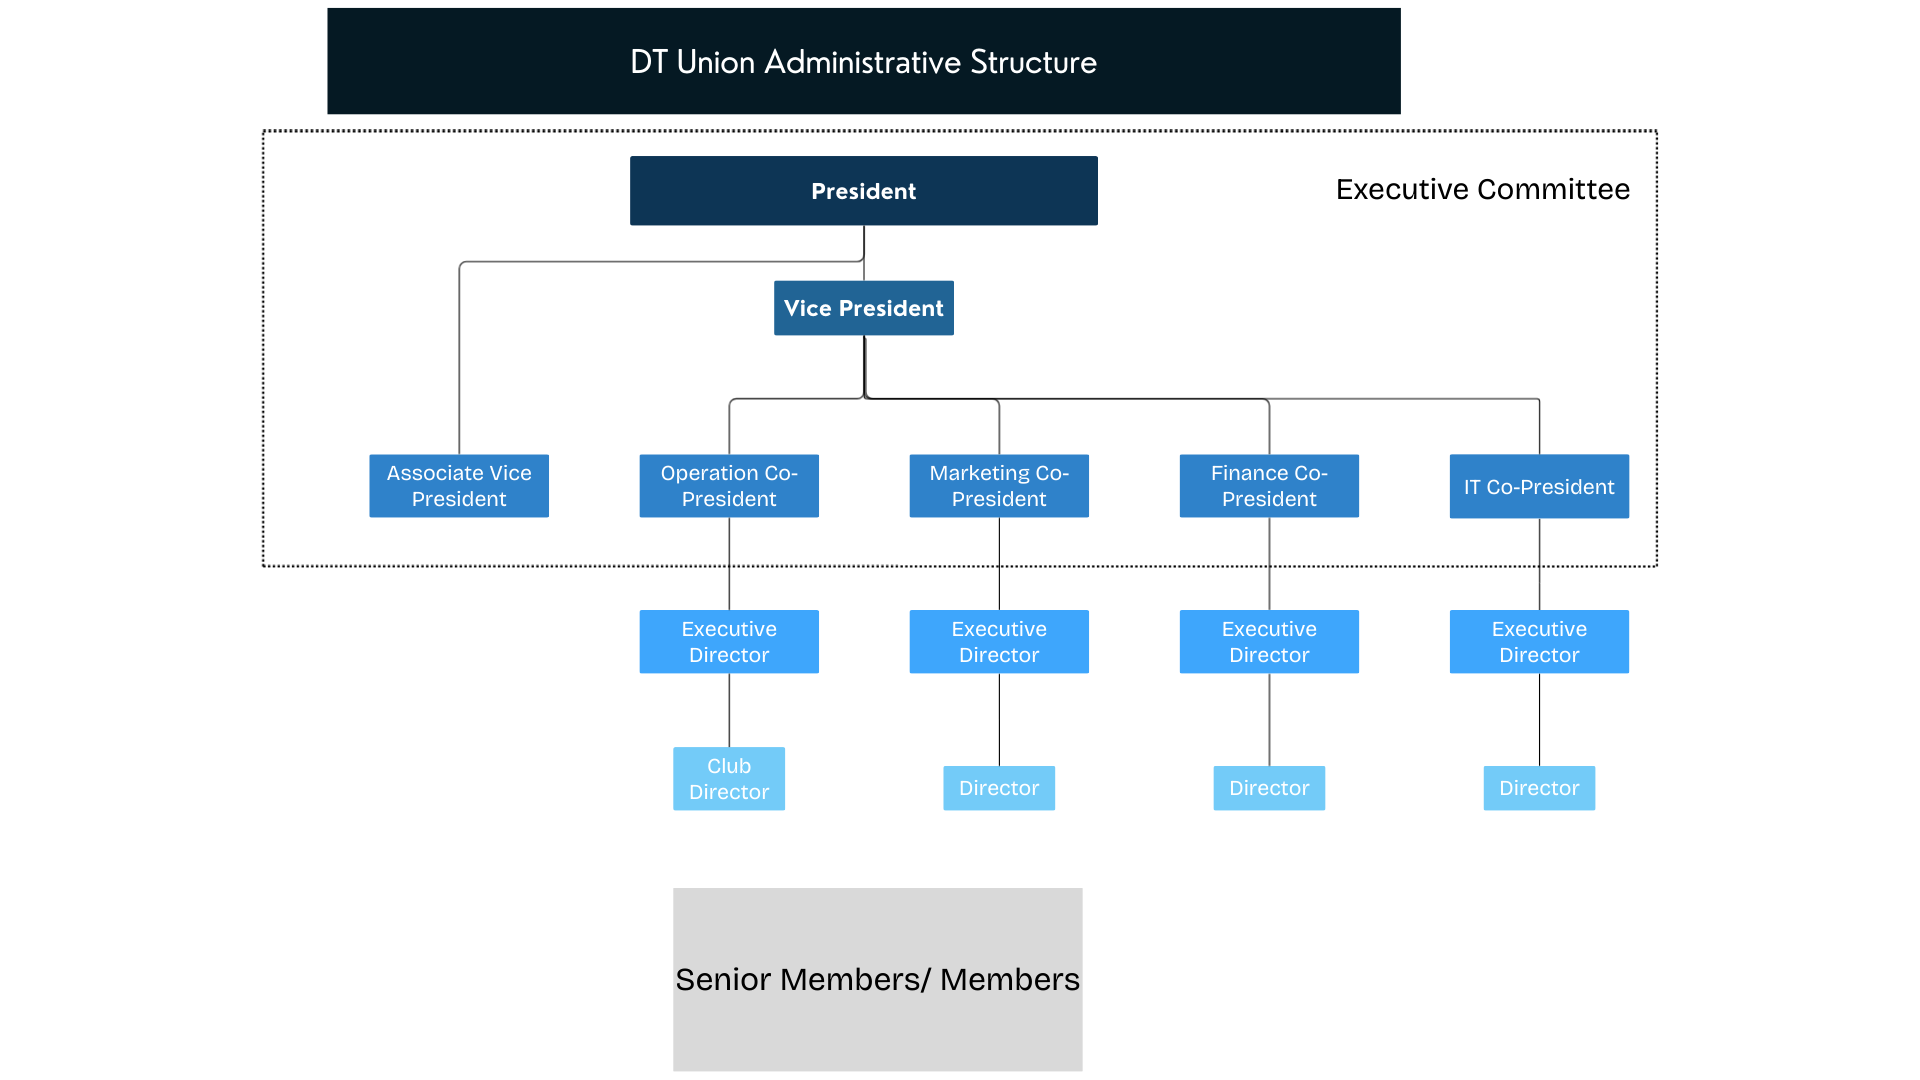 DT Union Administrative Structure
President
Executive Committee
Vice President
Associate Vice
President
Operation Co-
President
Marketing Co-
President
Finance Co-
President
IT Co-President
Executive
Director
Executive
Director
Executive
Director
Executive
Director
Club
Director
Director
Director
Director
Senior Members/ Members